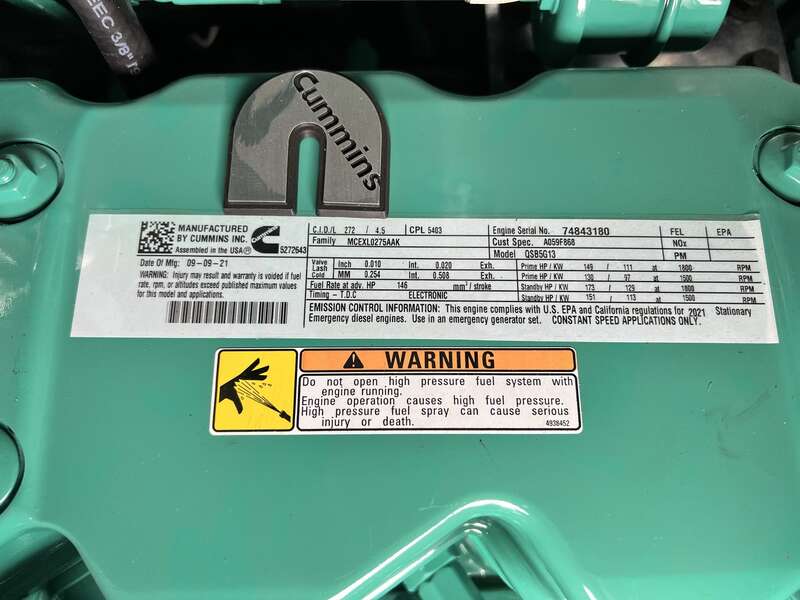 EEC 3/8"
Cummins
MANUFACTURED
BY CUMMINS INC.
Assembled in the USA
Cummins
5272643
Date Of Mfg: 09-09-21
WARNING: Injury may result and warranty is voided if fuel
rate, rpm, or altitudes exceed published maximum values
for this model and applications.
C.I.D./L 272 / 4.5 CPL 5403 Engine Serial No. 74843180 FEL EPA
Family MCEXL0275AAK Cust Spec. A059F868 NOx
Model QSB5G13 PM
Valve Lash Cold Inch 0.010 Int. 0.020 Exh. Prime HP / KW 149 / 111 at 1800 RPM
MM 0.254 Int. 0.508 Exh. Prime HP / KW 130 / 97 at 1500 RPM
Fuel Rate at adv. HP 146 mm³/ stroke Standby HP / KW 173 / 129 at 1800 RPM
Timing - T.D.C ELECTRONIC Standby HP / KW 151 / 113 at 1500 RPM
EMISSION CONTROL INFORMATION: This engine complies with U.S. EPA and California regulations for 2021 Stationary
Emergency diesel engines. Use in an emergency generator set. CONSTANT SPEED APPLICATIONS ONLY.
WARNING
Do not open high pressure fuel system with
engine running.
Engine operation causes high fuel pressure.
High pressure fuel spray can cause serious
injury or death.
4938452